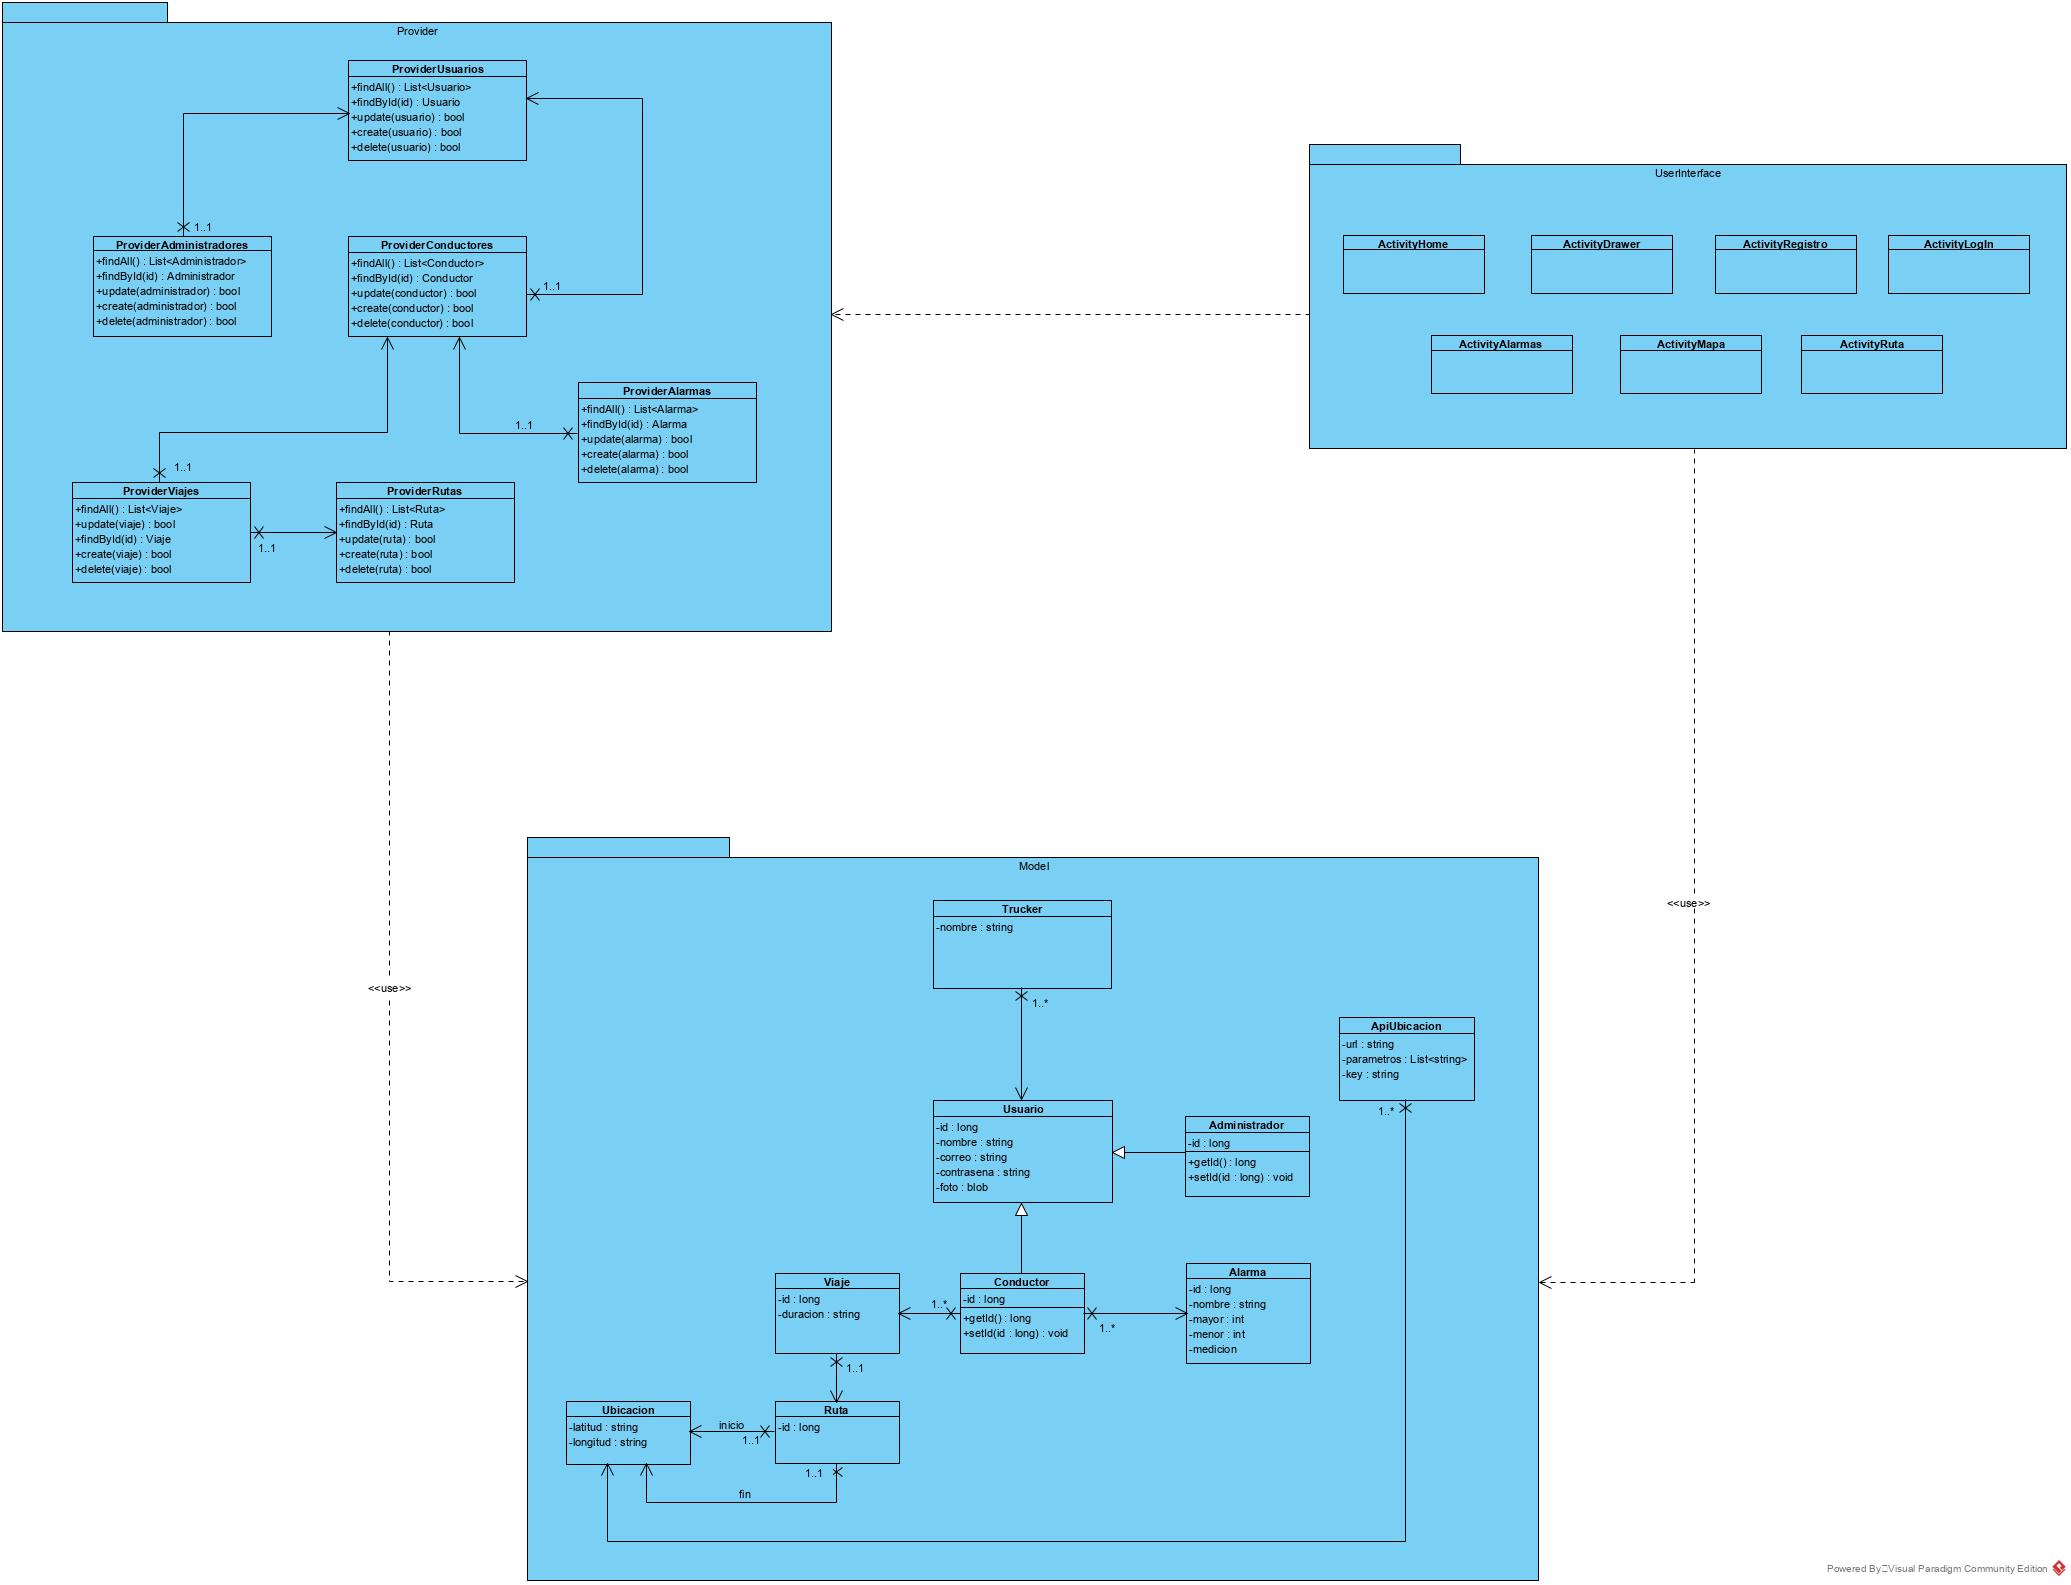 Provider
ProviderUsuarios
+findAll() : List<Usuario>
+findById(id) : Usuario
+update(usuario) : bool
+create(usuario) : bool
+delete(usuario) : bool
1..1
ProviderAdministradores
+findAll() : List<Administrador>
+findById(id) : Administrador
+update(administrador) : bool
+create(administrador) : bool
+delete(administrador) : bool
ProviderConductores
+findAll() : List<Conductor>
+findById(id) : Conductor
+update(conductor) : bool
+create(conductor) : bool
+delete(conductor) : bool
1..1
ProviderAlarmas
+findAll() : List<Alarma>
+findById(id) : Alarma
+update(alarma) : bool
+create(alarma) : bool
+delete(alarma) : bool
1..1
1..1
ProviderViajes
+findAll() : List<Viaje>
+update(viaje) : bool
+findById(id) : Viaje
+create(viaje) : bool
+delete(viaje) : bool
1..1
ProviderRutas
+findAll() : List<Ruta>
+findById(id) : Ruta
+update(ruta) : bool
+create(ruta) : bool
+delete(ruta) : bool
UserInterface
ActivityHome
ActivityDrawer
ActivityRegistro
ActivityLogIn
ActivityAlarmas
ActivityMapa
ActivityRuta
<<use>>
<<use>>
Model
Trucker
-nombre : string
1..*
ApiUbicacion
-url : string
-parametros : List<string>
-key : string
1..*
Usuario
-id : long
-nombre : string
-correo : string
-contrasena : string
-foto : blob
Administrador
-id : long
+getId() : long
+setId(id : long) : void
Viaje
-id : long
-duracion : string
1..*
Conductor
-id : long
+getId() : long
+setId(id : long) : void
1..*
Alarma
-id : long
-nombre : string
-mayor : int
-menor : int
-medicion
1..1
Ubicacion
-latitud : string
-longitud : string
inicio
1..1
Ruta
-id : long
1..1
fin
Powered By Visual Paradigm Community Edition